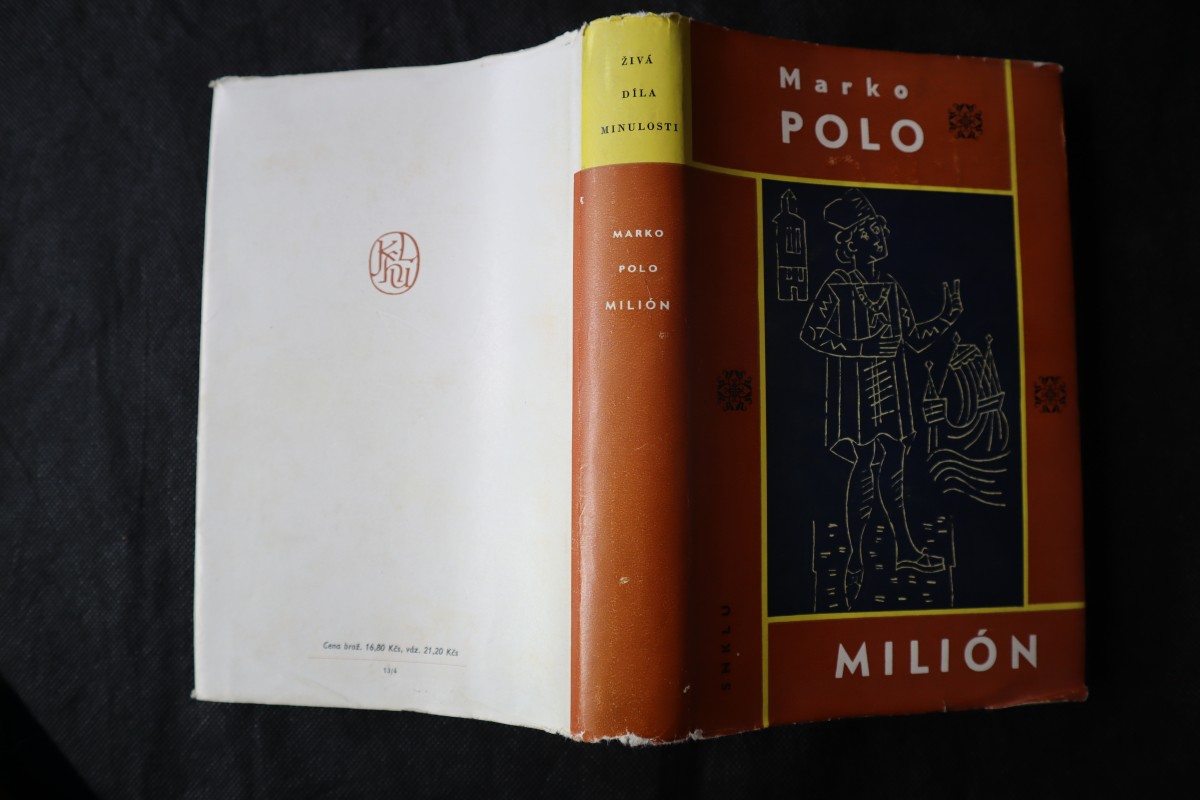 Cena brož. 16,80 Kčs, váz. 21,20 Kčs
13/4
ŽIVÁ
DÍLA
MINULOSTI
MARKO
POLO
MILIÓN
Marko
POLO
SNKLU
MILIÓN